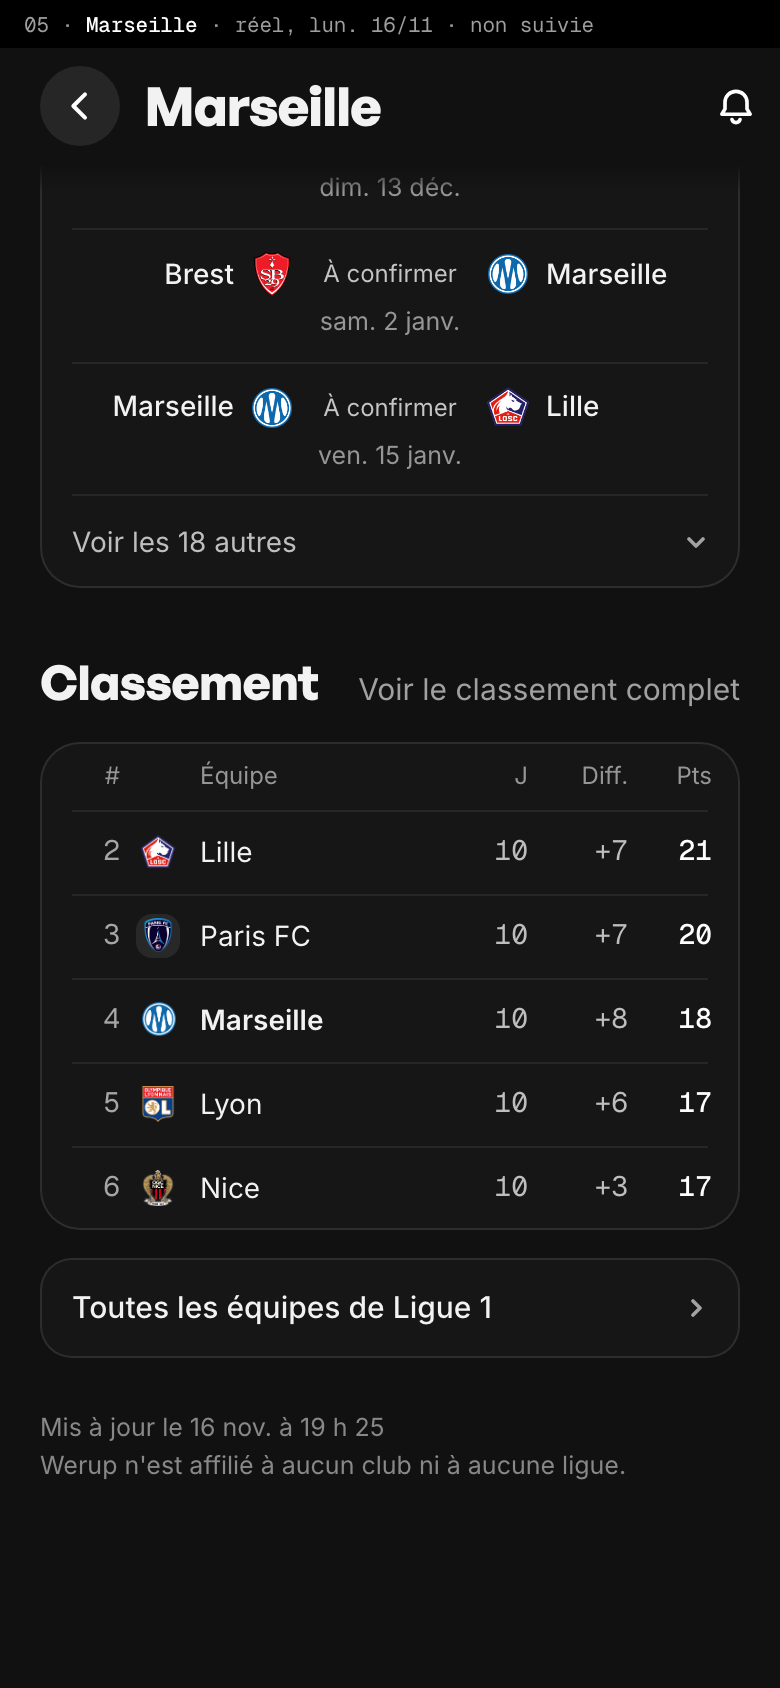 05 · Marseille · réel, lun. 16/11 · non suivie
Marseille
dim. 13 déc.
Brest À confirmer Marseille
sam. 2 janv.
Marseille À confirmer Lille
LOSC
ven. 15 janv.
Voir les 18 autres
Classement Voir le classement complet
# Équipe J Diff. Pts
2 Lille 10 +7 21
3 Paris FC 10 +7 20
4 Marseille 10 +8 18
5 Lyon 10 +6 17
6 Nice 10 +3 17
Toutes les équipes de Ligue 1
Mis à jour le 16 nov. à 19 h 25
Werup n'est affilié à aucun club ni à aucune ligue.